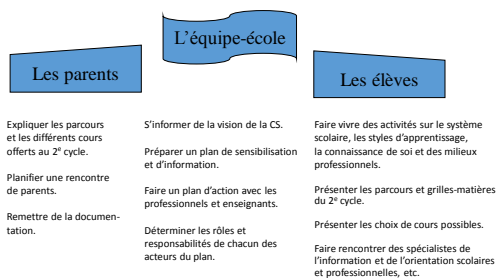 L'équipe-école
Les parents
Les élèves
Expliquer les parcours
et les différents cours
offerts au 2e cycle.
Planifier une rencontre
de parents.
Remettre de la documen-
tation.
S'informer de la vision de la CS.
Préparer un plan de sensibilisation
et d'information.
Faire un plan d'action avec les
professionnels et enseignants.
Déterminer les rôles et
responsabilités de chacun des
acteurs du plan.
Faire vivre des activités sur le système
scolaire, les styles d'apprentissage,
la connaissance de soi et des milieux
professionnels.
Présenter les parcours et grilles-matières
du 2e cycle.
Présenter les choix de cours possibles.
Faire rencontrer des spécialistes de
l'information et de l'orientation scolaires
et professionnelles, etc.